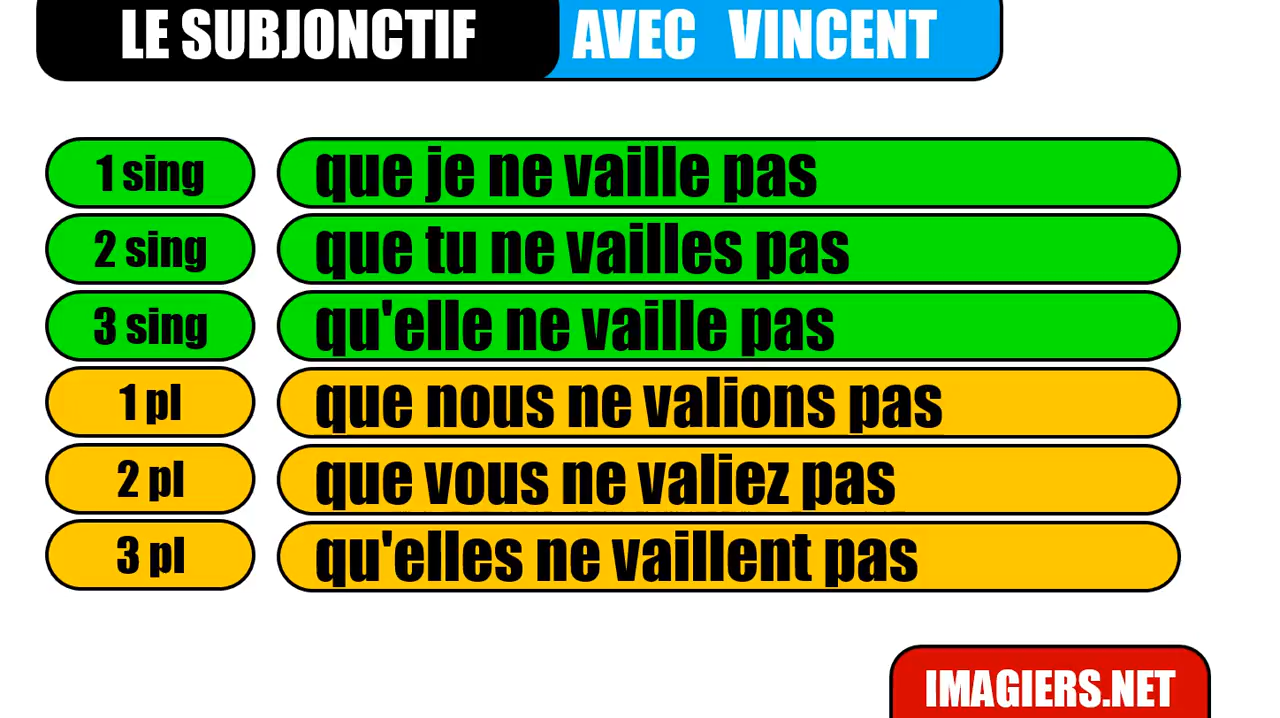 LE SUBJONCTIF AVEC VINCENT
1 sing que je ne vaille pas
2 sing que tu ne vailles pas
3 sing qu'elle ne vaille pas
1 pl que nous ne valions pas
2 pl que vous ne valiez pas
3 pl qu'elles ne vaillent pas
IMAGIERS.NET